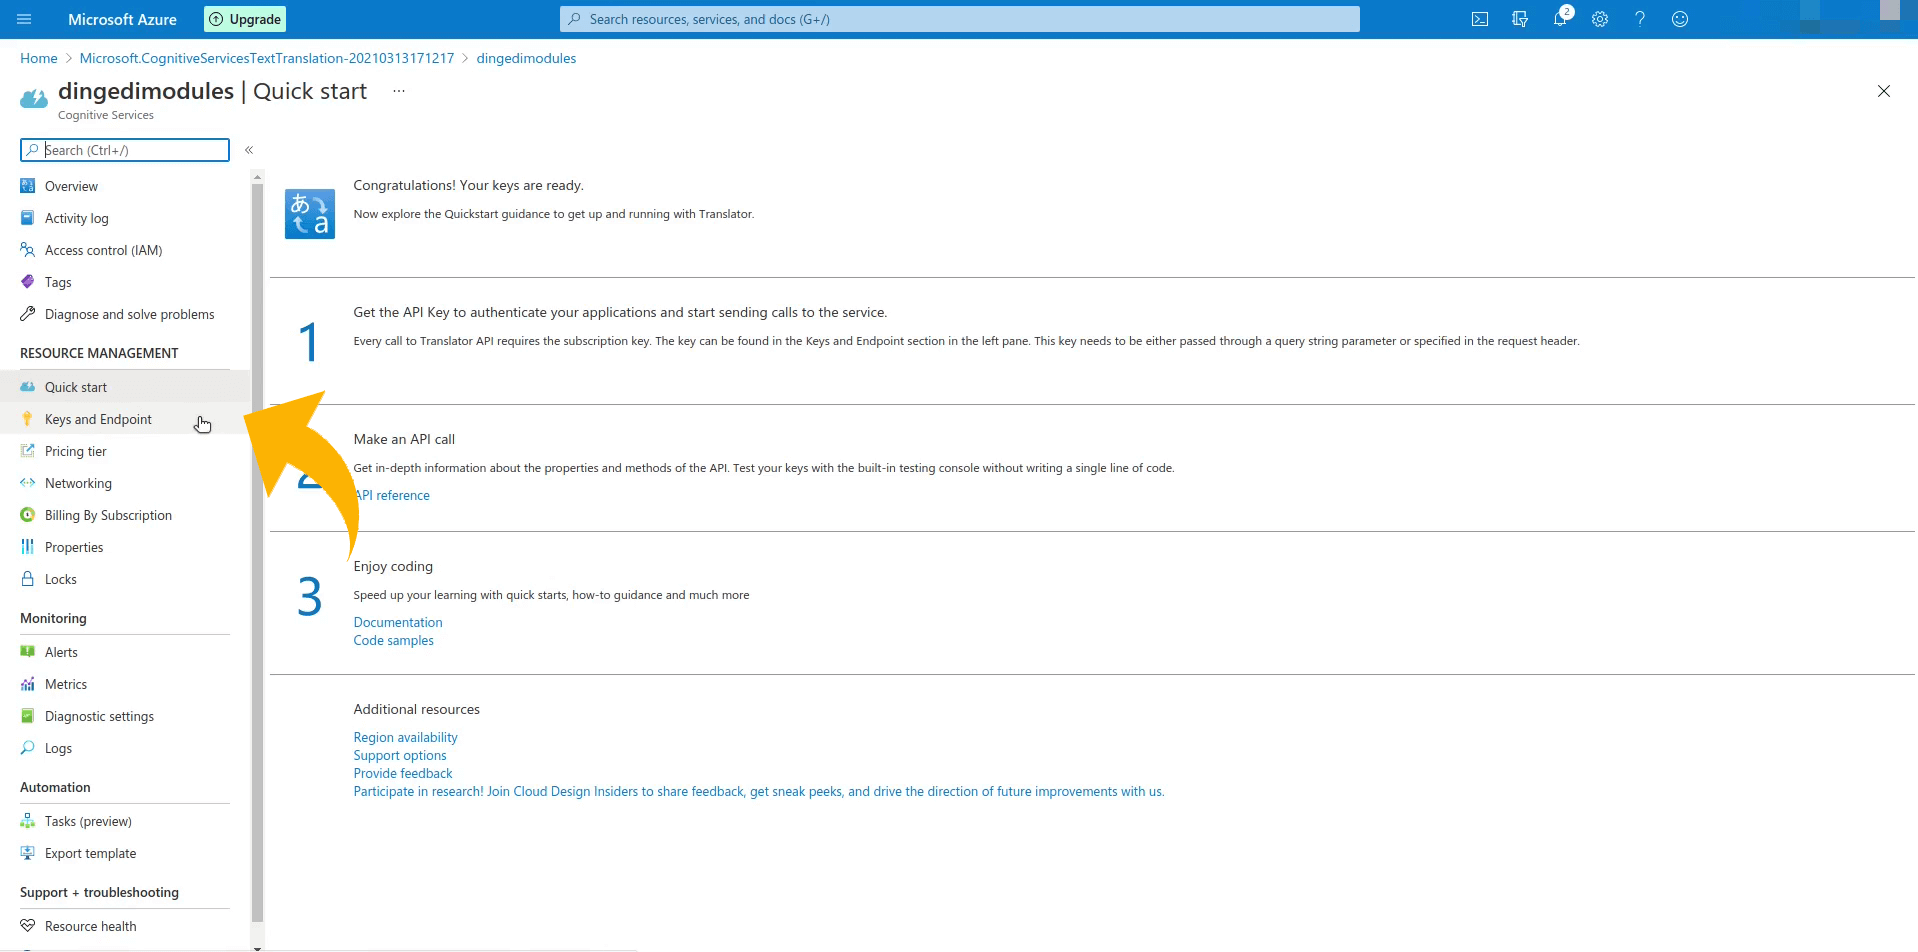 Microsoft Azure
Upgrade
Search resources, services, and docs (G+/)
2
Home > Microsoft.CognitiveServicesTextTranslation-20210313171217 > dingedimodules
dingedimodules | Quick start ...
Cognitive Services
Search (Ctrl+/)
«
Overview
Activity log
Access control (IAM)
Tags
Diagnose and solve problems
RESOURCE MANAGEMENT
Quick start
Keys and Endpoint
Pricing tier
Networking
Billing By Subscription
Properties
Locks
Monitoring
Alerts
Metrics
Diagnostic settings
Logs
Automation
Tasks (preview)
Export template
Support + troubleshooting
Resource health
あ
a
Congratulations! Your keys are ready.
Now explore the Quickstart guidance to get up and running with Translator.
1
Get the API Key to authenticate your applications and start sending calls to the service.
Every call to Translator API requires the subscription key. The key can be found in the Keys and Endpoint section in the left pane. This key needs to be either passed through a query string parameter or specified in the request header.
2
Make an API call
Get in-depth information about the properties and methods of the API. Test your keys with the built-in testing console without writing a single line of code.
API reference
3
Enjoy coding
Speed up your learning with quick starts, how-to guidance and much more
Documentation
Code samples
Additional resources
Region availability
Support options
Provide feedback
Participate in research! Join Cloud Design Insiders to share feedback, get sneak peeks, and drive the direction of future improvements with us.